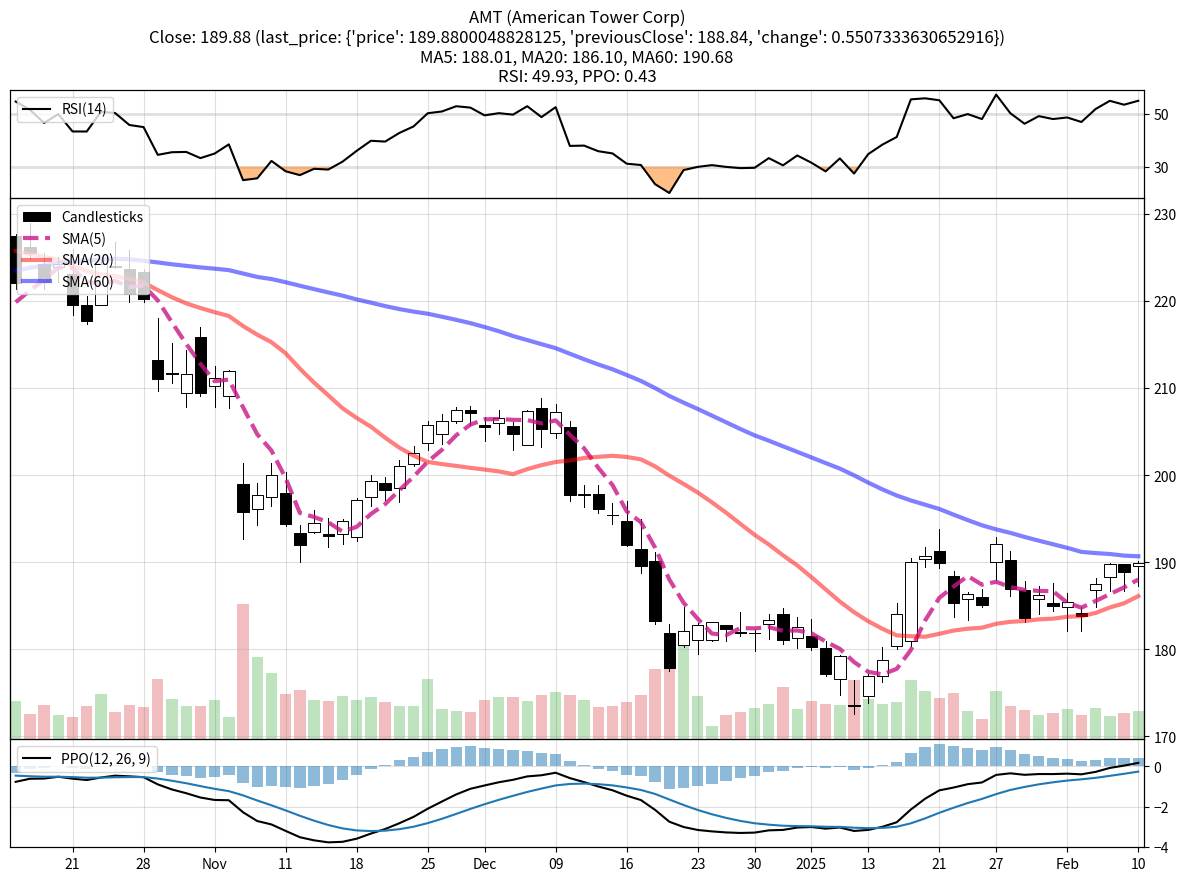 AMT (American Tower Corp)
Close: 189.88 (last_price: {'price': 189.8800048828125, 'previousClose': 188.84, 'change': 0.5507333630652916})
MA5: 188.01, MA20: 186.10, MA60: 190.68
RSI: 49.93, PPO: 0.43
RSI(14)
50
30
Candlesticks
SMA(5)
SMA(20)
SMA(60)
230
220
210
200
190
180
170
PPO(12, 26, 9)
0
−2
−4
21 28 Nov 11 18 25 Dec 09 16 23 30 2025 13 21 27 Feb 10